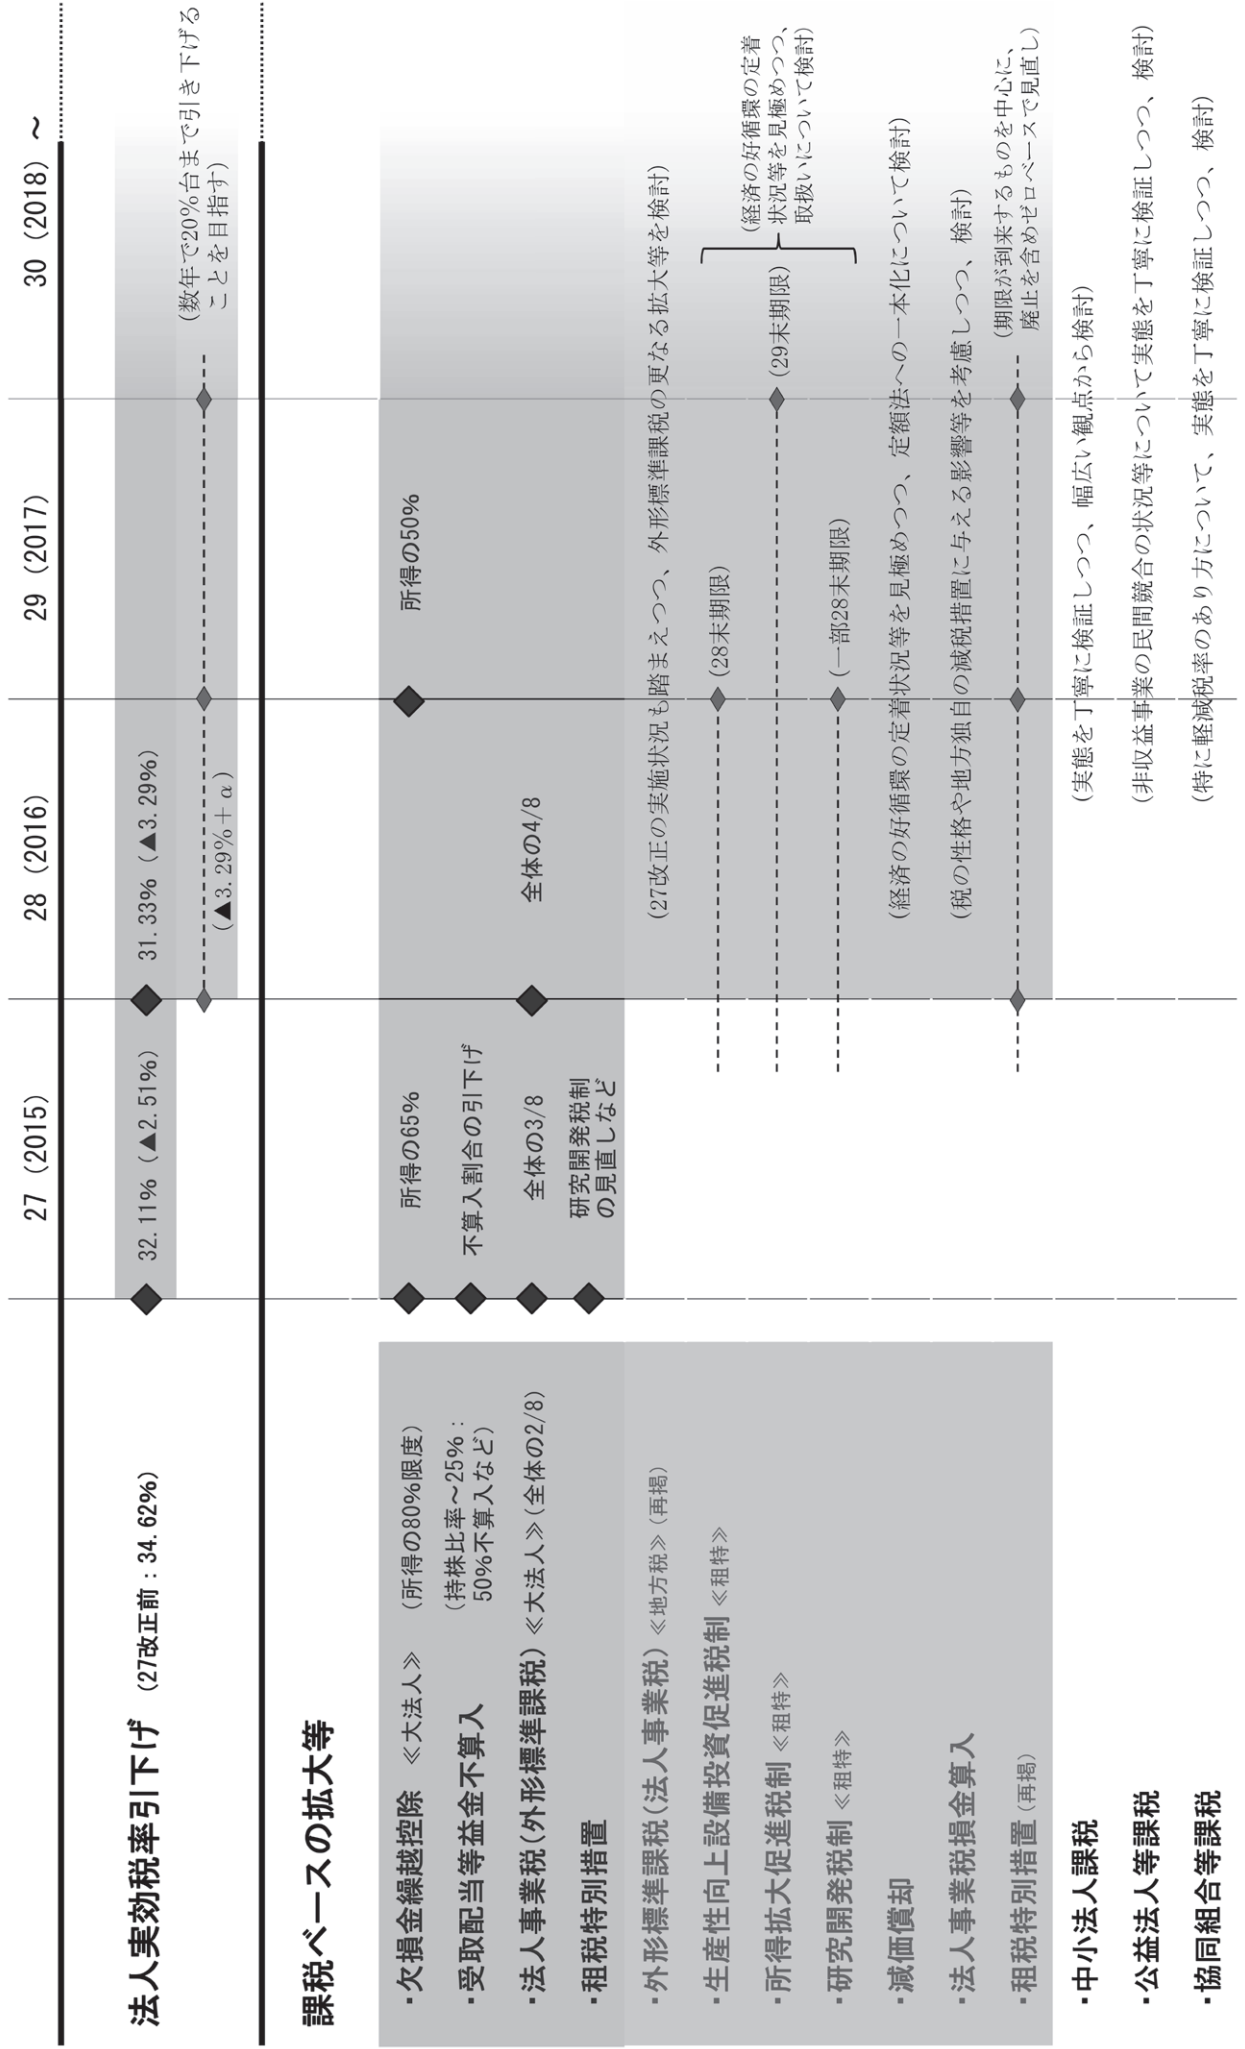 27 (2015)
28 (2016)
29 (2017)
30 (2018) ～
法人実効税率引下げ (27改正前：34.62%)
32.11% (▲2.51%)
31.33% (▲3.29%)
(▲3.29%＋α)
(数年で20%台まで引き下げる
ことを目指す)
課税ベースの拡大等
・欠損金繰越控除 ≪大法人≫ (所得の80%限度)
所得の65%
所得の50%
・受取配当等益金不算入
(持株比率～25%：
50%不算入など)
不算入割合の引下げ
・法人事業税(外形標準課税) ≪大法人≫(全体の2/8)
全体の3/8
全体の4/8
・租税特別措置
研究開発税制
の見直しなど
・外形標準課税(法人事業税) ≪地方税≫(再掲)
(27改正の実施状況も踏まえつつ、外形標準課税の更なる拡大等を検討)
・生産性向上設備投資促進税制 ≪租特≫
(28末期限)
・所得拡大促進税制 ≪租特≫
(29末期限)
・研究開発税制 ≪租特≫
(一部28末期限)
(経済の好循環の定着
状況等を見極めつつ、
取扱いについて検討)
・減価償却
(経済の好循環の定着状況等を見極めつつ、定額法への一本化について検討)
・法人事業税損金算入
(税の性格や地方独自の減税措置に与える影響等を考慮しつつ、検討)
・租税特別措置(再掲)
(期限が到来するものを中心に、
廃止を含めゼロベースで見直し)
・中小法人課税
(実態を丁寧に検証しつつ、幅広い観点から検討)
・公益法人等課税
(非収益事業の民間競合の状況等について実態を丁寧に検証しつつ、検討)
・協同組合等課税
(特に軽減税率のあり方について、実態を丁寧に検証しつつ、検討)